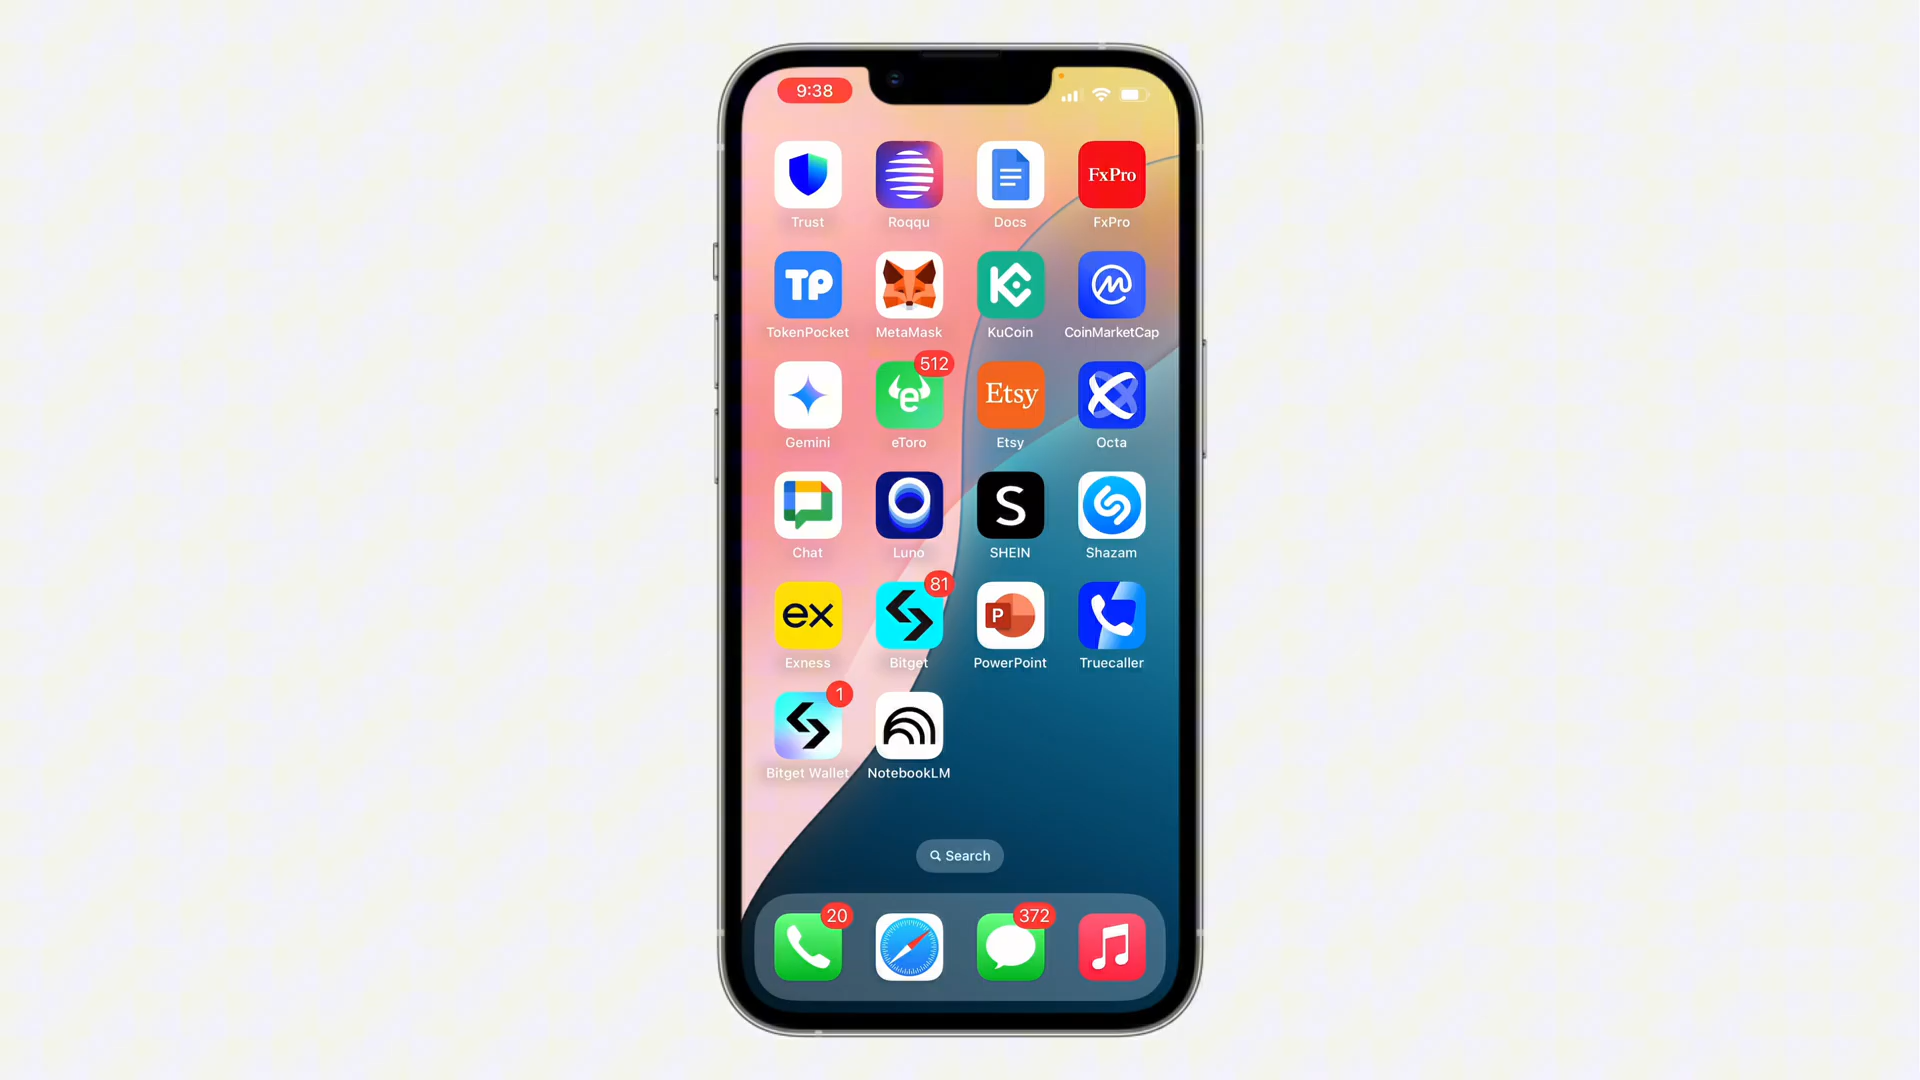 9:38
FxPro
Trust
Roqqu
Docs
FxPro
TP
TokenPocket
MetaMask
KuCoin
CoinMarketCap
512
e
Etsy
Gemini
eToro
Etsy
Octa
S
Chat
Luno
SHEIN
Shazam
81
ex
P
Exness
Bitget
PowerPoint
Truecaller
1
Bitget Wallet
NotebookLM
Search
20
372